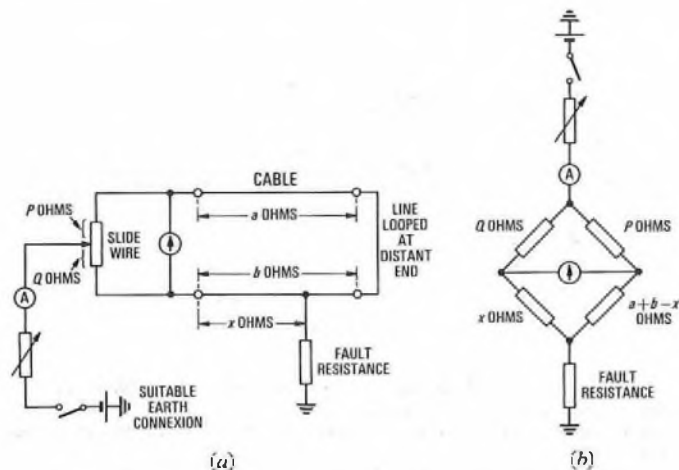 CABLE
P OHMS
SLIDE
WIRE
a OHMS
LINE
LOOPED
AT
DISTANT
END
Q OHMS
b OHMS
x OHMS
A
FAULT
RESISTANCE
SUITABLE
EARTH
CONNEXION
(a)
A
Q OHMS
P OHMS
x OHMS
a+b-x
OHMS
FAULT
RESISTANCE
(b)